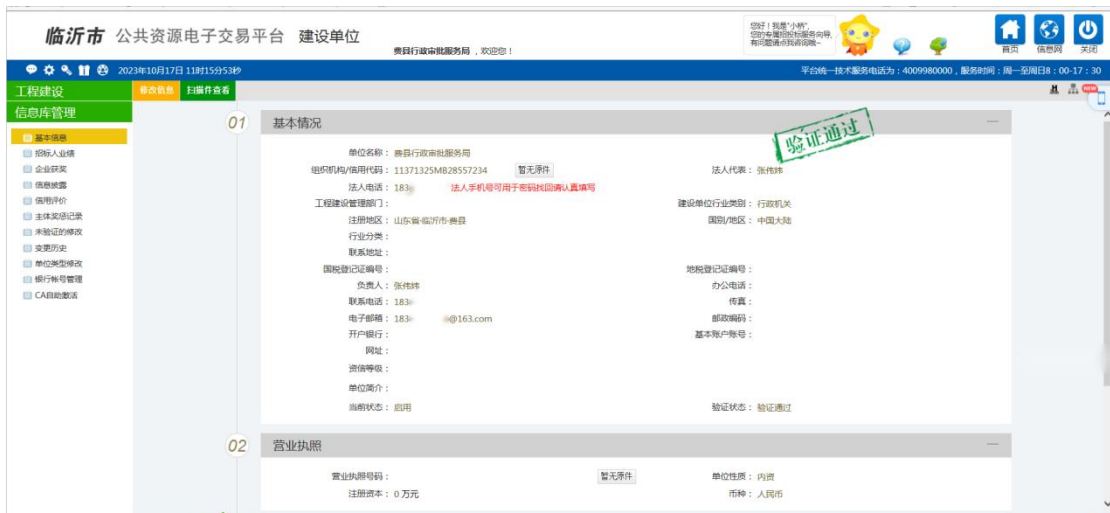 临沂市 公共资源电子交易平台 建设单位
费县行政审批服务局，欢迎您！
您好！我是"小桥"，
您的专属招投标服务向导，
有问题请点我咨询哦~
首页 信息网 关闭
2023年10月17日 11时15分53秒
平台统一技术服务电话为：4009980000，服务时间：周一至周日8：00-17：30
工程建设
修改信息 扫描件查看
NEW
信息库管理
基本信息
招标人业绩
企业获奖
信息披露
信用评价
主体奖惩记录
未验证的修改
变更历史
单位类型修改
银行帐号管理
CA自助激活
01 基本情况
验证通过
单位名称：费县行政审批服务局
组织机构/信用代码：11371325MB28557234 暂无原件 法人代表：张伟炜
法人电话：183 法人手机号可用于密码找回请认真填写
工程建设管理部门： 建设单位行业类别：行政机关
注册地区：山东省·临沂市·费县 国别/地区：中国大陆
行业分类：
联系地址：
国税登记证编号： 地税登记证编号：
负责人：张伟炜 办公电话：
联系电话：183 传真：
电子邮箱：183 @163.com 邮政编码：
开户银行： 基本账户账号：
网址：
资信等级：
单位简介：
当前状态：启用 验证状态：验证通过
02 营业执照
营业执照号码： 暂无原件 单位性质：内资
注册资本：0 万元 币种：人民币